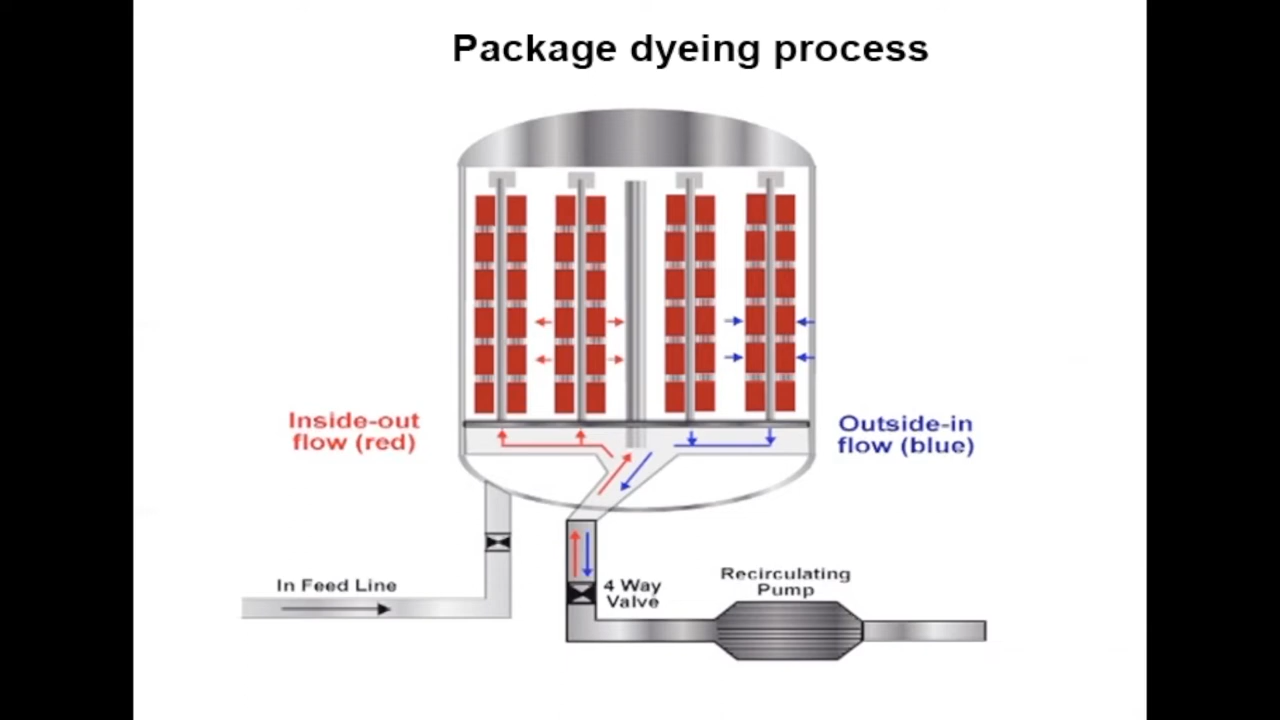 Package dyeing process
Inside-out
flow (red)
Outside-in
flow (blue)
In Feed Line
4 Way
Valve
Recirculating
Pump